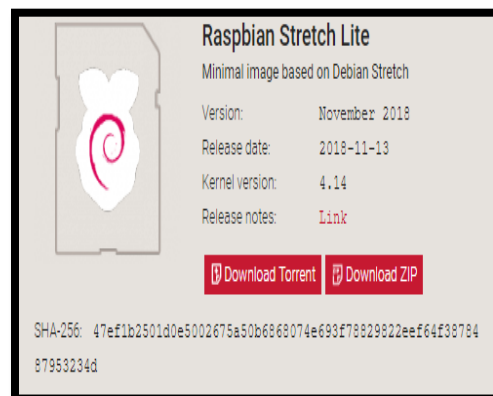 Raspbian Stretch Lite
Minimal image based on Debian Stretch
Version: November 2018
Release date: 2018-11-13
Kernel version: 4.14
Release notes: Link
Download Torrent Download ZIP
SHA-256: 47ef1b2501d0e5002675a50b6868074e693f78829822eef64f38784
87953234d